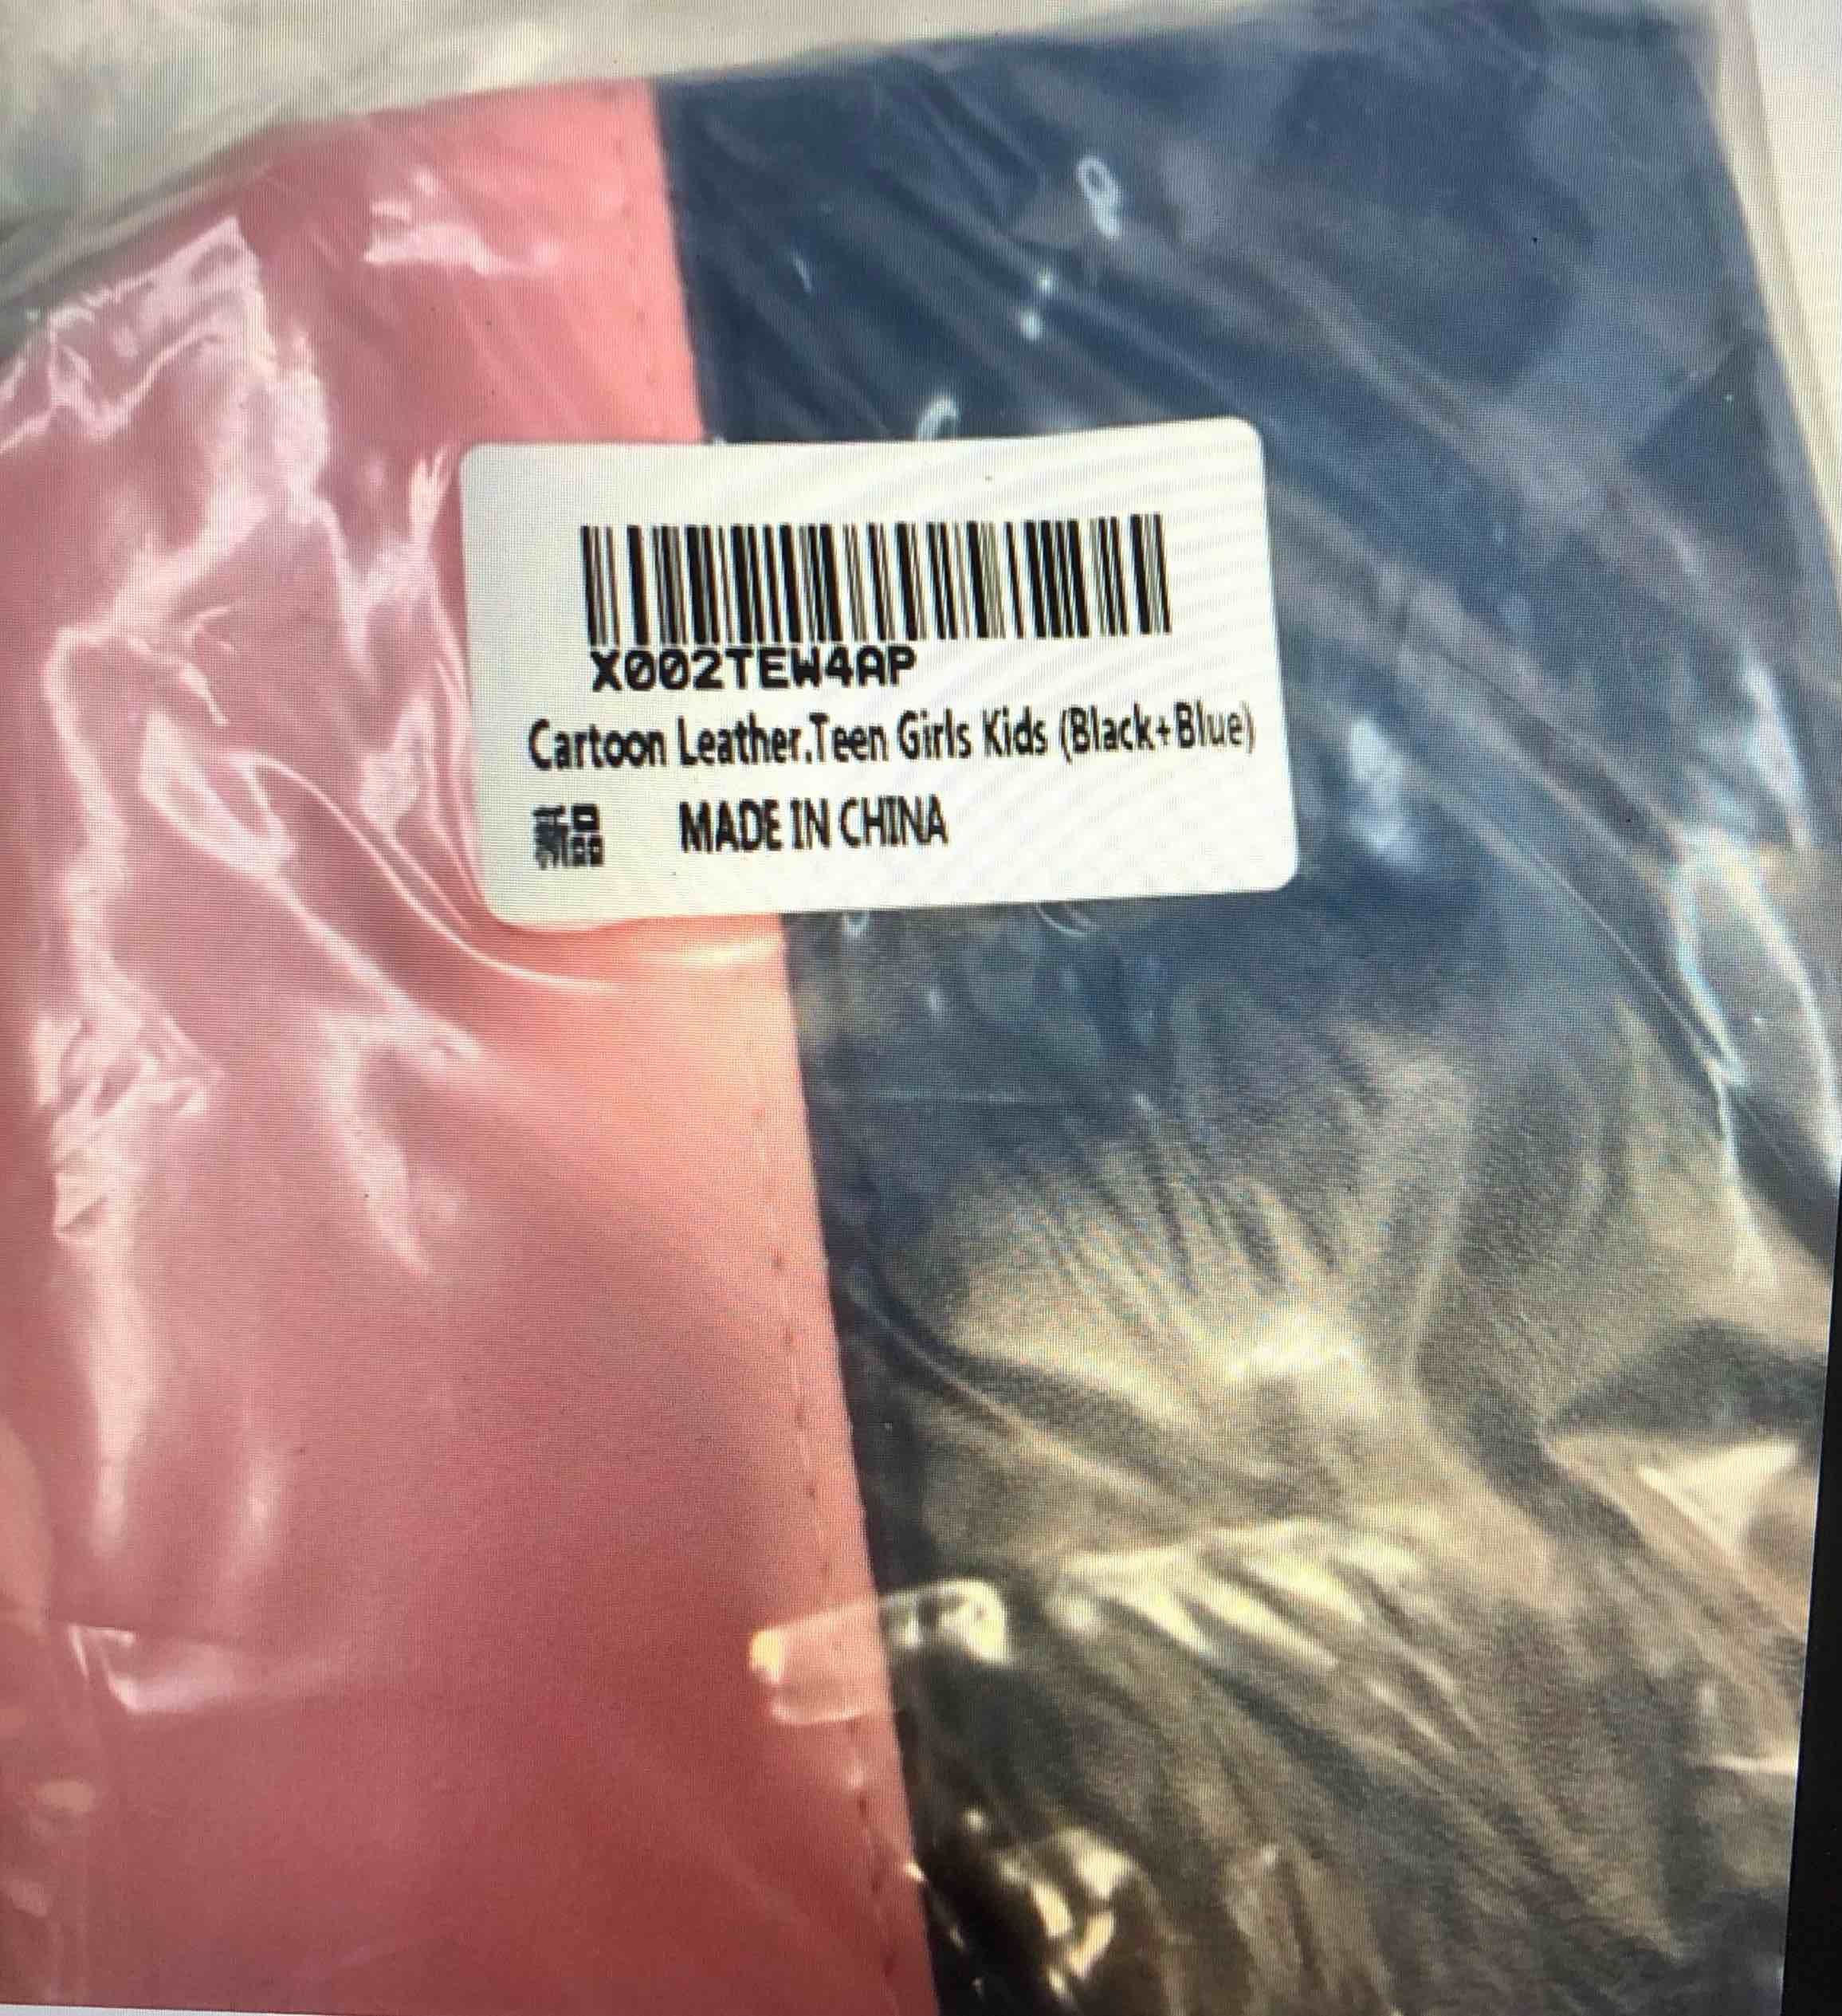 X002TEW4AP
Cartoon Leather.Teen Girls Kids (Black+Blue)
新品 MADE IN CHINA